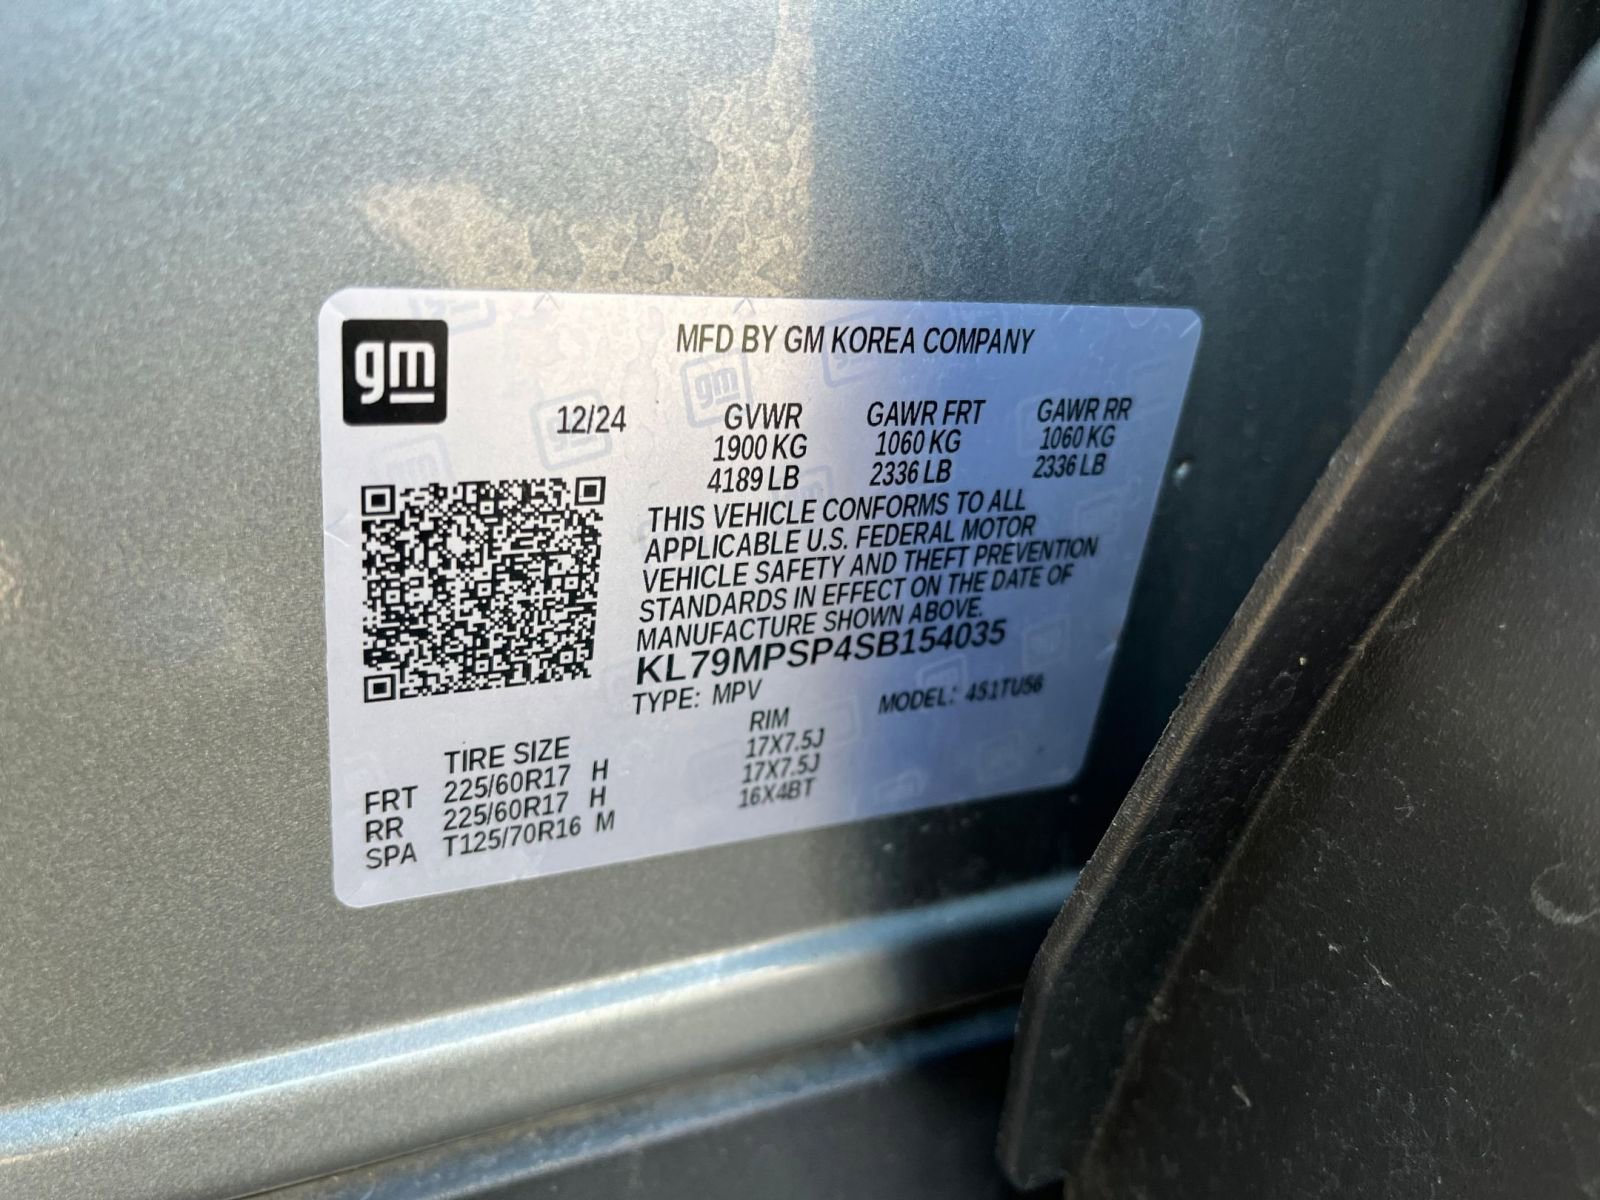 gm
MFD BY GM KOREA COMPANY
12/24 GVWR GAWR FRT GAWR RR
1900 KG 1060 KG 1060 KG
4189 LB 2336 LB 2336 LB
THIS VEHICLE CONFORMS TO ALL
APPLICABLE U.S. FEDERAL MOTOR
VEHICLE SAFETY AND THEFT PREVENTION
STANDARDS IN EFFECT ON THE DATE OF
MANUFACTURE SHOWN ABOVE.
KL79MPSP4SB154035
TYPE: MPV MODEL: 4S1TU56
TIRE SIZE RIM
FRT 225/60R17 H 17X7.5J
RR 225/60R17 H 17X7.5J
SPA T125/70R16 M 16X4BT